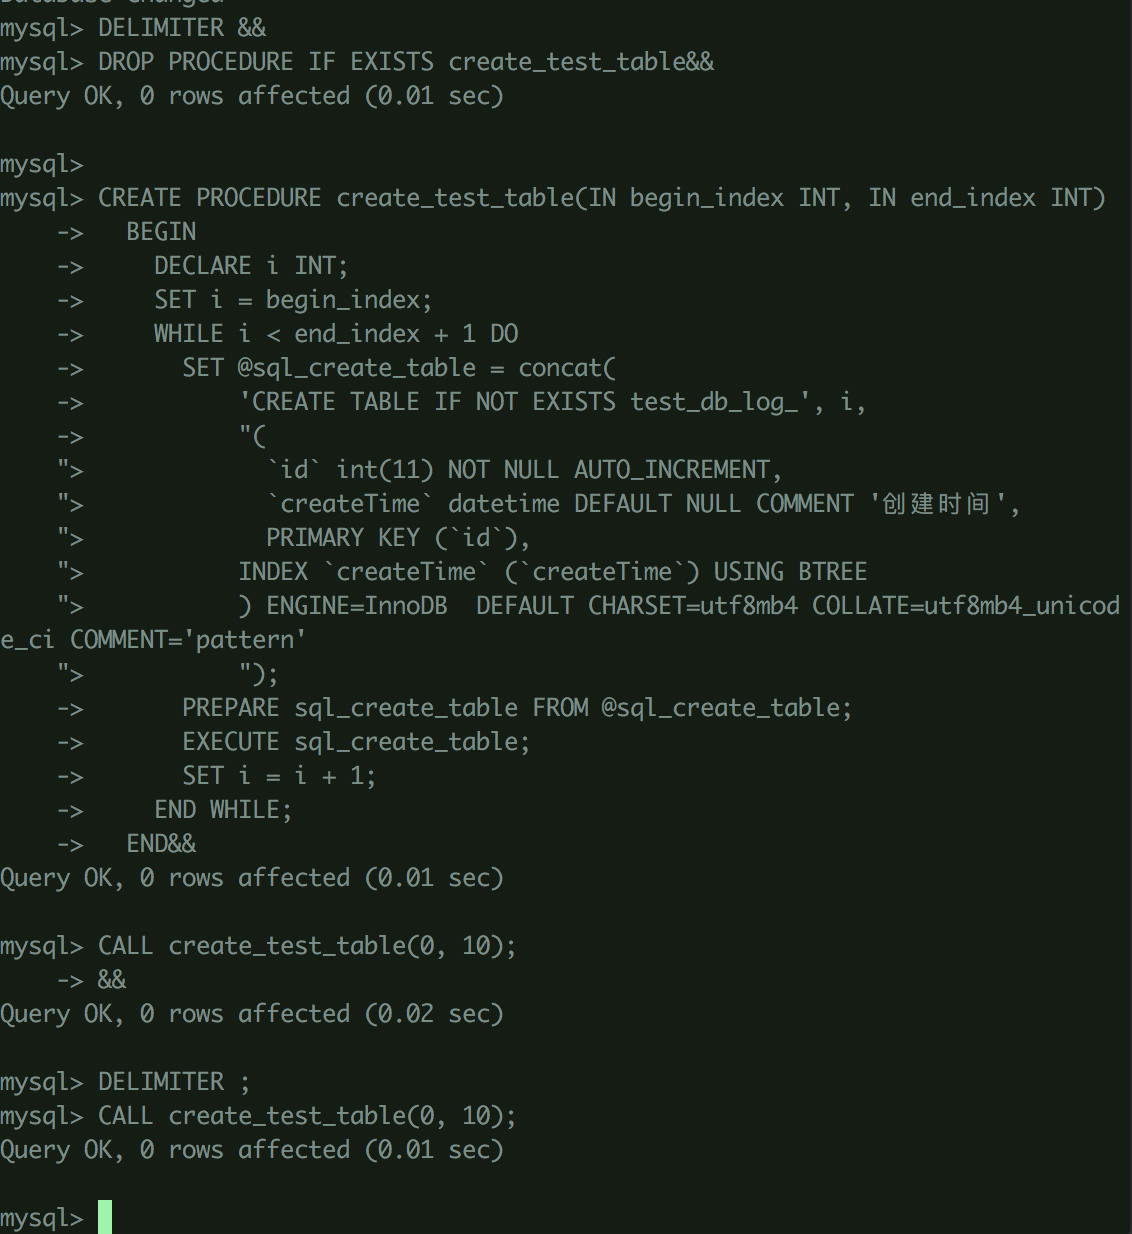 Database changed
mysql> DELIMITER &&
mysql> DROP PROCEDURE IF EXISTS create_test_table&&
Query OK, 0 rows affected (0.01 sec)
mysql>
mysql> CREATE PROCEDURE create_test_table(IN begin_index INT, IN end_index INT)
    ->   BEGIN
    ->     DECLARE i INT;
    ->     SET i = begin_index;
    ->     WHILE i < end_index + 1 DO
    ->       SET @sql_create_table = concat(
    ->           'CREATE TABLE IF NOT EXISTS test_db_log_', i,
    ->           "(
    ">             `id` int(11) NOT NULL AUTO_INCREMENT,
    ">             `createTime` datetime DEFAULT NULL COMMENT '创建时间',
    ">             PRIMARY KEY (`id`),
    ">           INDEX `createTime` (`createTime`) USING BTREE
    ">           ) ENGINE=InnoDB  DEFAULT CHARSET=utf8mb4 COLLATE=utf8mb4_unicod
e_ci COMMENT='pattern'
    ">           ");
    ->       PREPARE sql_create_table FROM @sql_create_table;
    ->       EXECUTE sql_create_table;
    ->       SET i = i + 1;
    ->     END WHILE;
    ->   END&&
Query OK, 0 rows affected (0.01 sec)
mysql> CALL create_test_table(0, 10);
    -> &&
Query OK, 0 rows affected (0.02 sec)
mysql> DELIMITER ;
mysql> CALL create_test_table(0, 10);
Query OK, 0 rows affected (0.01 sec)
mysql>